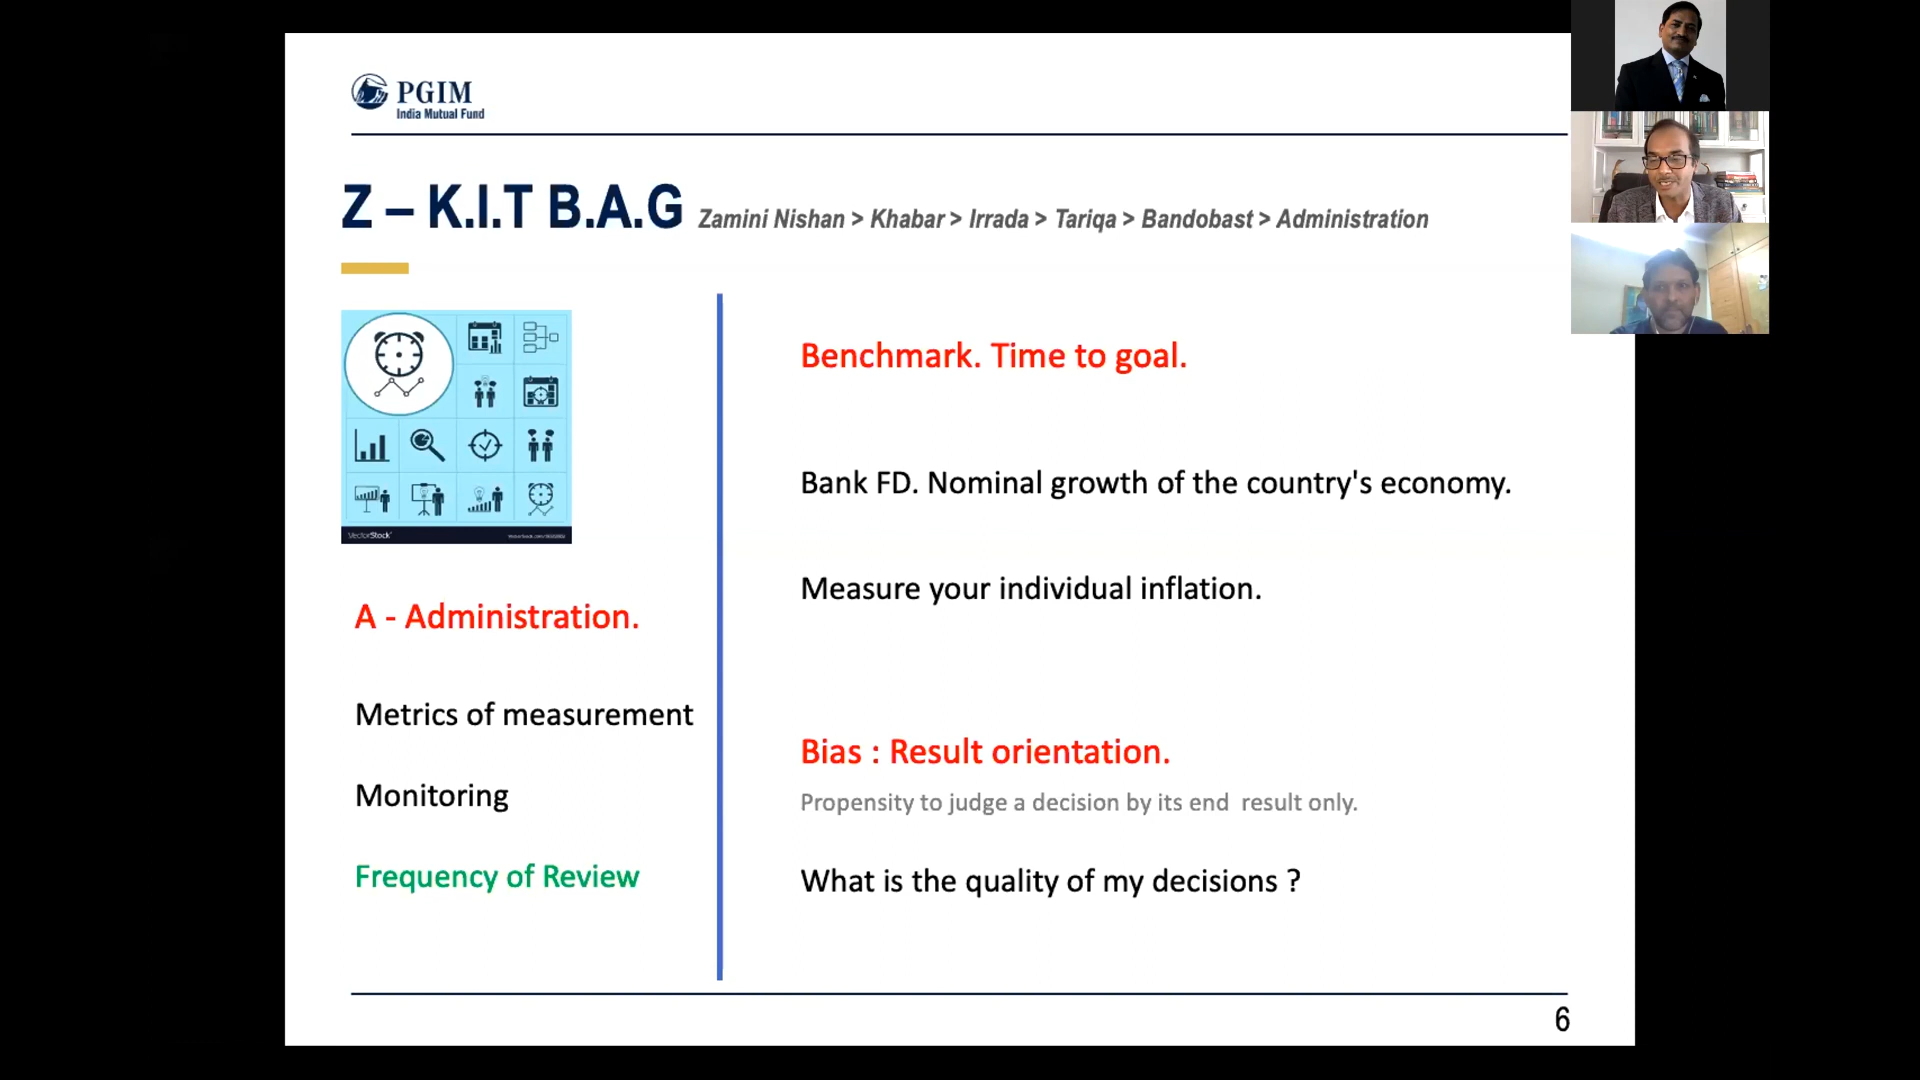 PGIM
India Mutual Fund
Z – K.I.T B.A.G Zamini Nishan > Khabar > Irrada > Tariqa > Bandobast > Administration
VectorStock
A - Administration.
Metrics of measurement
Monitoring
Frequency of Review
Benchmark. Time to goal.
Bank FD. Nominal growth of the country's economy.
Measure your individual inflation.
Bias : Result orientation.
Propensity to judge a decision by its end result only.
What is the quality of my decisions ?
6